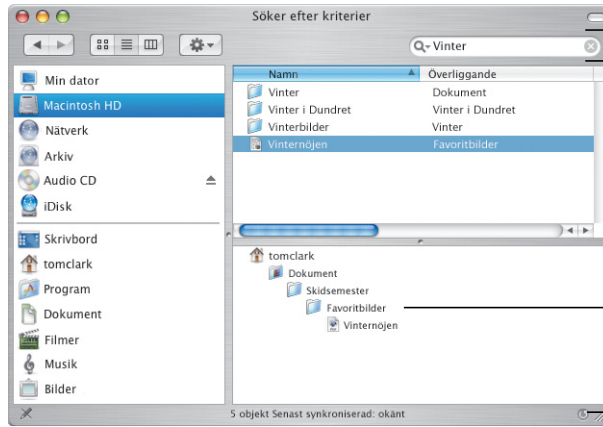 Söker efter kriterier
Vinter
Min dator
Macintosh HD
Nätverk
Arkiv
Audio CD
iDisk
Skrivbord
tomclark
Program
Dokument
Filmer
Musik
Bilder
Namn Överliggande
Vinter Dokument
Vinter i Dundret Vinter i Dundret
Vinterbilder Vinter
Vinternöjen Favoritbilder
tomclark
Dokument
Skidsemester
Favoritbilder
Vinternöjen
5 objekt Senast synkroniserad: okänt